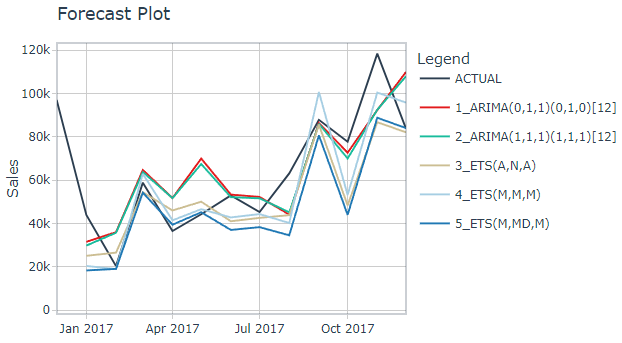 Forecast Plot
120k
100k
80k
60k
40k
20k
0
Sales
Jan 2017
Apr 2017
Jul 2017
Oct 2017
Legend
ACTUAL
1_ARIMA(0,1,1)(0,1,0)[12]
2_ARIMA(1,1,1)(1,1,1)[12]
3_ETS(A,N,A)
4_ETS(M,M,M)
5_ETS(M,MD,M)